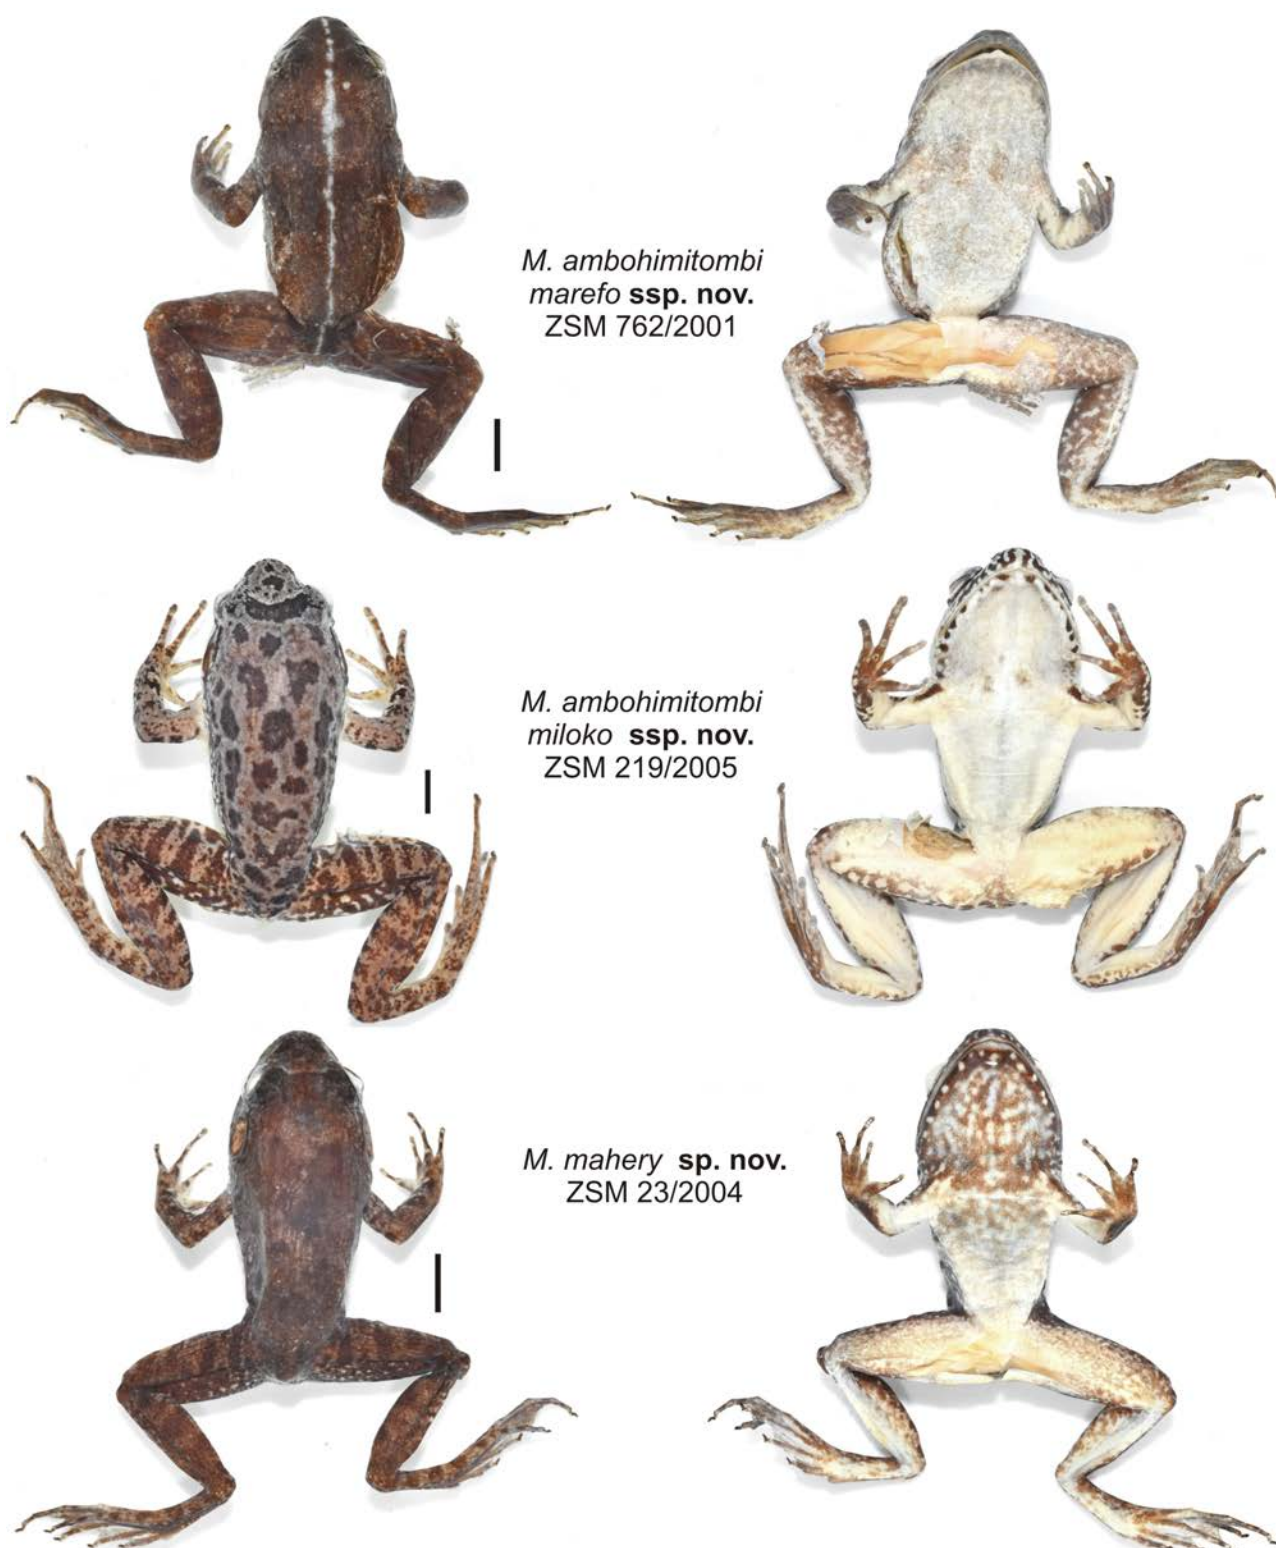 M. ambohimitombi
marefo ssp. nov.
ZSM 762/2001
M. ambohimitombi
miloko ssp. nov.
ZSM 219/2005
M. mahery sp. nov.
ZSM 23/2004